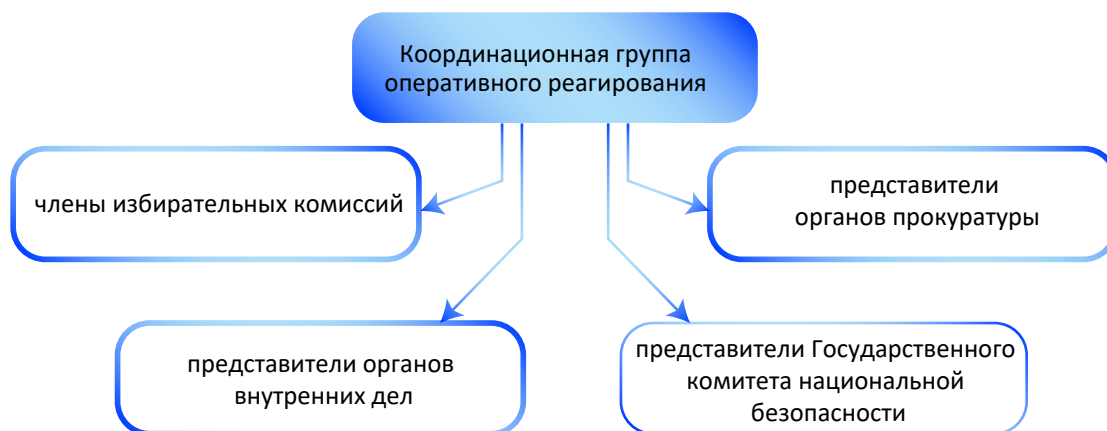 Координационная группа
оперативного реагирования
члены избирательных комиссий
представители
органов прокуратуры
представители органов
внутренних дел
представители Государственного
комитета национальной
безопасности